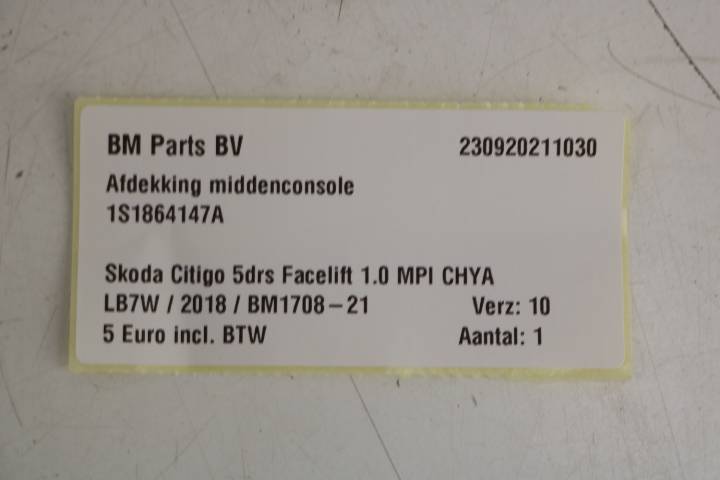 BM Parts BV 230920211030
Afdekking middenconsole
1S1864147A
Skoda Citigo 5drs Facelift 1.0 MPI CHYA
LB7W / 2018 / BM1708-21 Verz: 10
5 Euro incl. BTW Aantal: 1